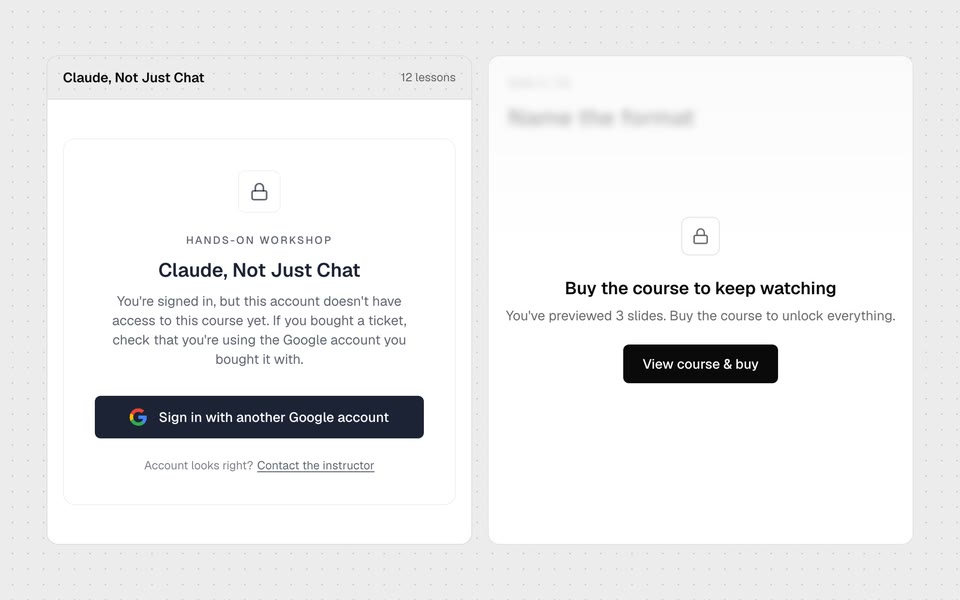 Claude, Not Just Chat
12 lessons
HANDS-ON WORKSHOP
Claude, Not Just Chat
You're signed in, but this account doesn't have
access to this course yet. If you bought a ticket,
check that you're using the Google account you
bought it with.
Sign in with another Google account
Account looks right? Contact the instructor
Name the format
Buy the course to keep watching
You've previewed 3 slides. Buy the course to unlock everything.
View course & buy